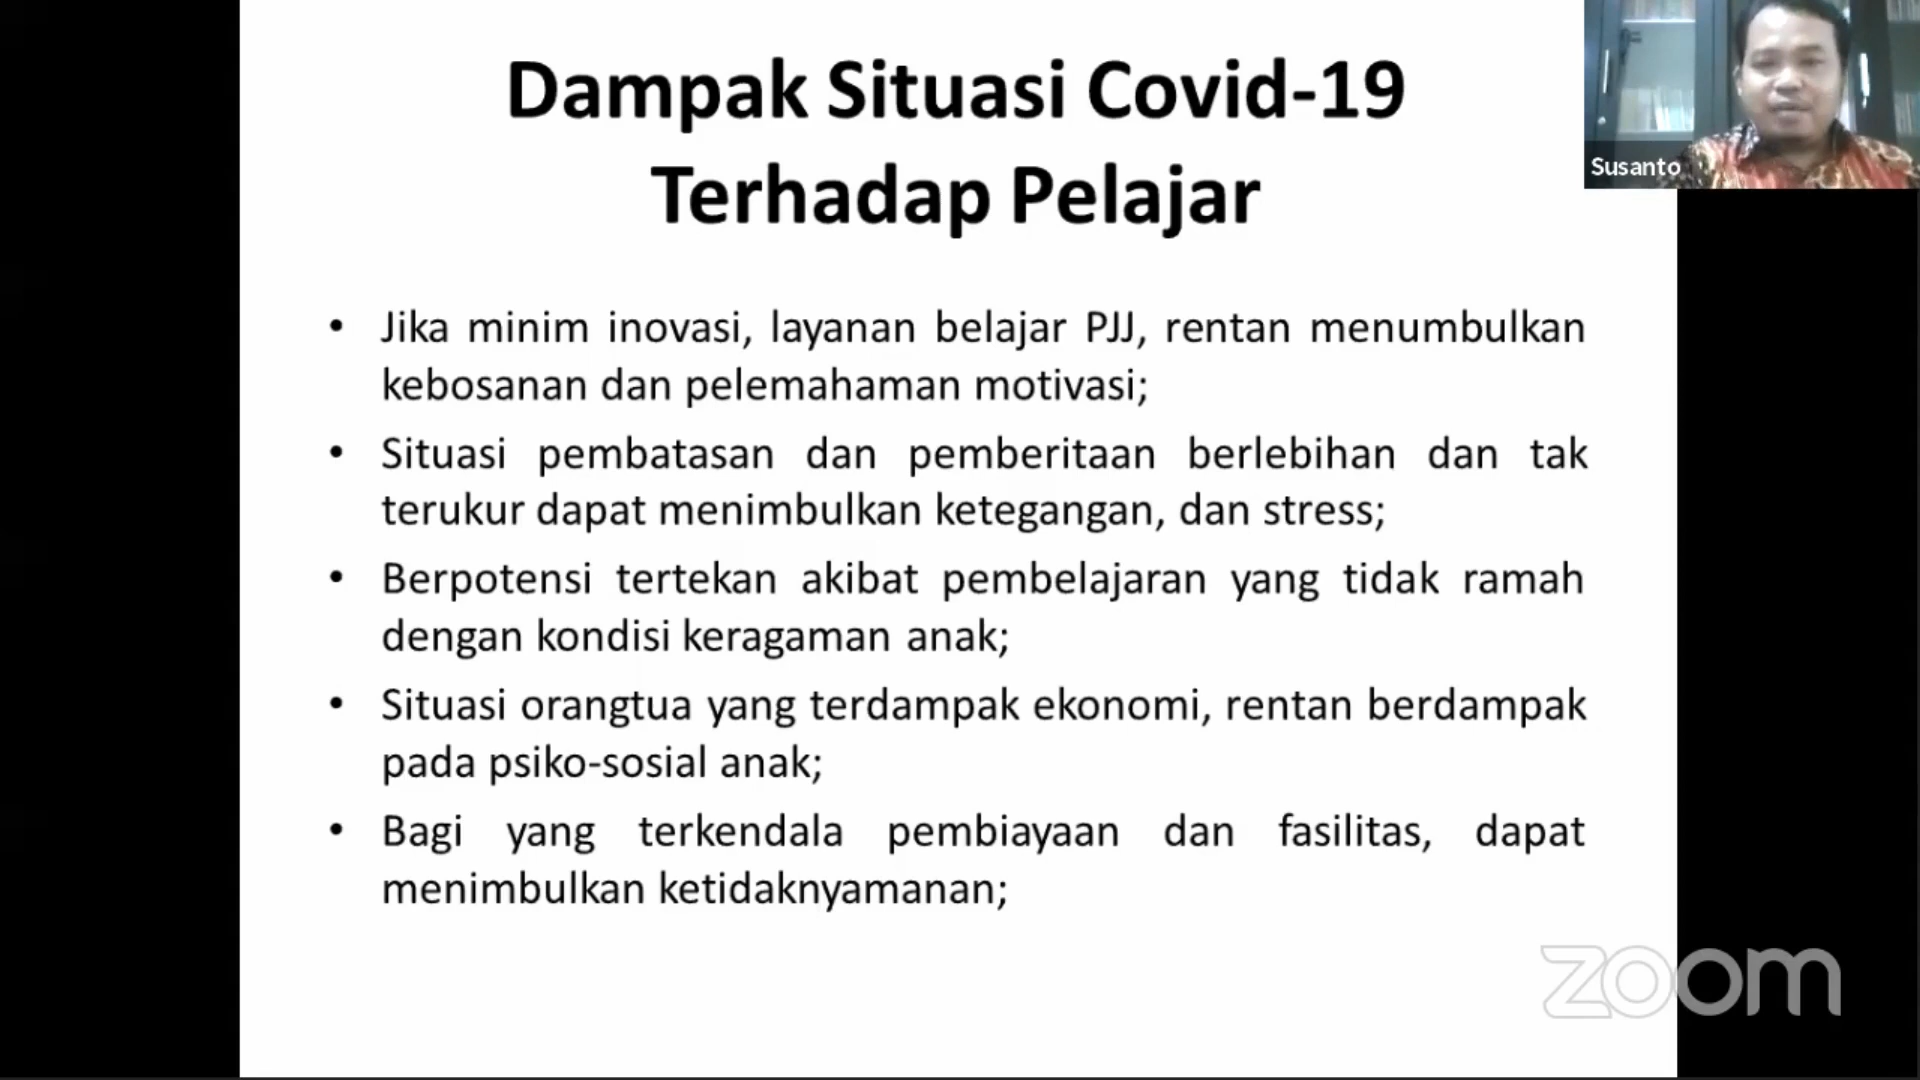 Dampak Situasi Covid-19
Terhadap Pelajar
Susanto
• Jika minim inovasi, layanan belajar PJJ, rentan menumbulkan
kebosanan dan pelemahaman motivasi;
• Situasi pembatasan dan pemberitaan berlebihan dan tak
terukur dapat menimbulkan ketegangan, dan stress;
• Berpotensi tertekan akibat pembelajaran yang tidak ramah
dengan kondisi keragaman anak;
• Situasi orangtua yang terdampak ekonomi, rentan berdampak
pada psiko-sosial anak;
• Bagi yang terkendala pembiayaan dan fasilitas, dapat
menimbulkan ketidaknyamanan;
zoom